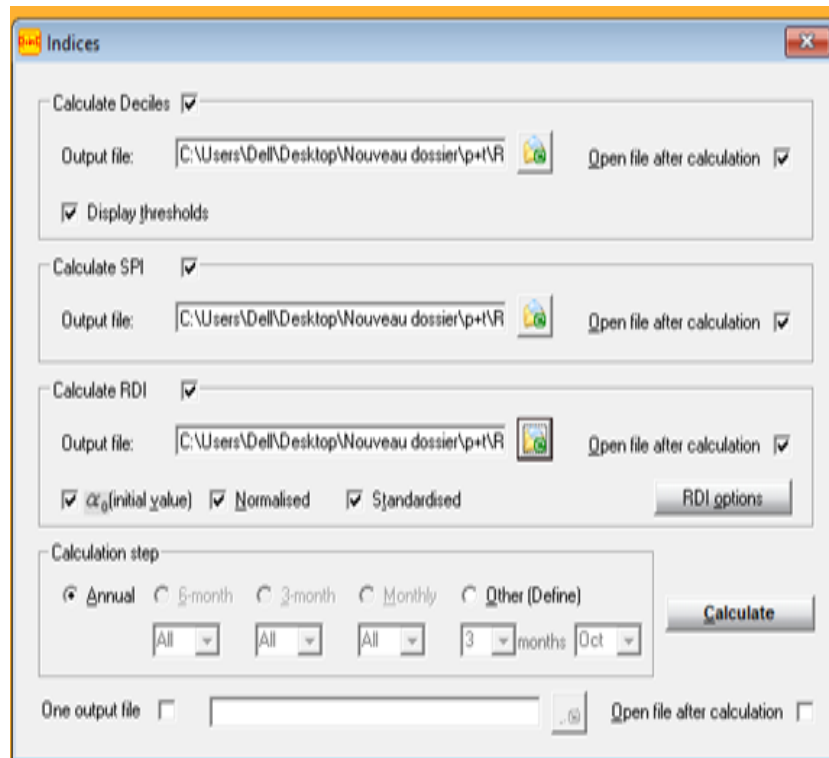 Indices
Calculate Deciles
Output file: C:\Users\Dell\Desktop\Nouveau dossier\p+t\R Open file after calculation
Display thresholds
Calculate SPI
Output file: C:\Users\Dell\Desktop\Nouveau dossier\p+t\R Open file after calculation
Calculate RDI
Output file: C:\Users\Dell\Desktop\Nouveau dossier\p+t\R Open file after calculation
α₀(initial value) Normalised Standardised RDI options
Calculation step
Annual 6-month 3-month Monthly Other (Define)
All All All 3 months Oct
Calculate
One output file Open file after calculation